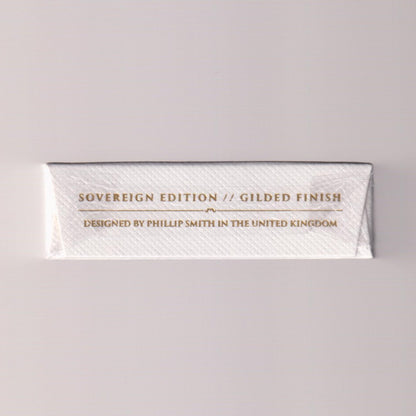 SOVEREIGN EDITION // GILDED FINISH
DESIGNED BY PHILLIP SMITH IN THE UNITED KINGDOM